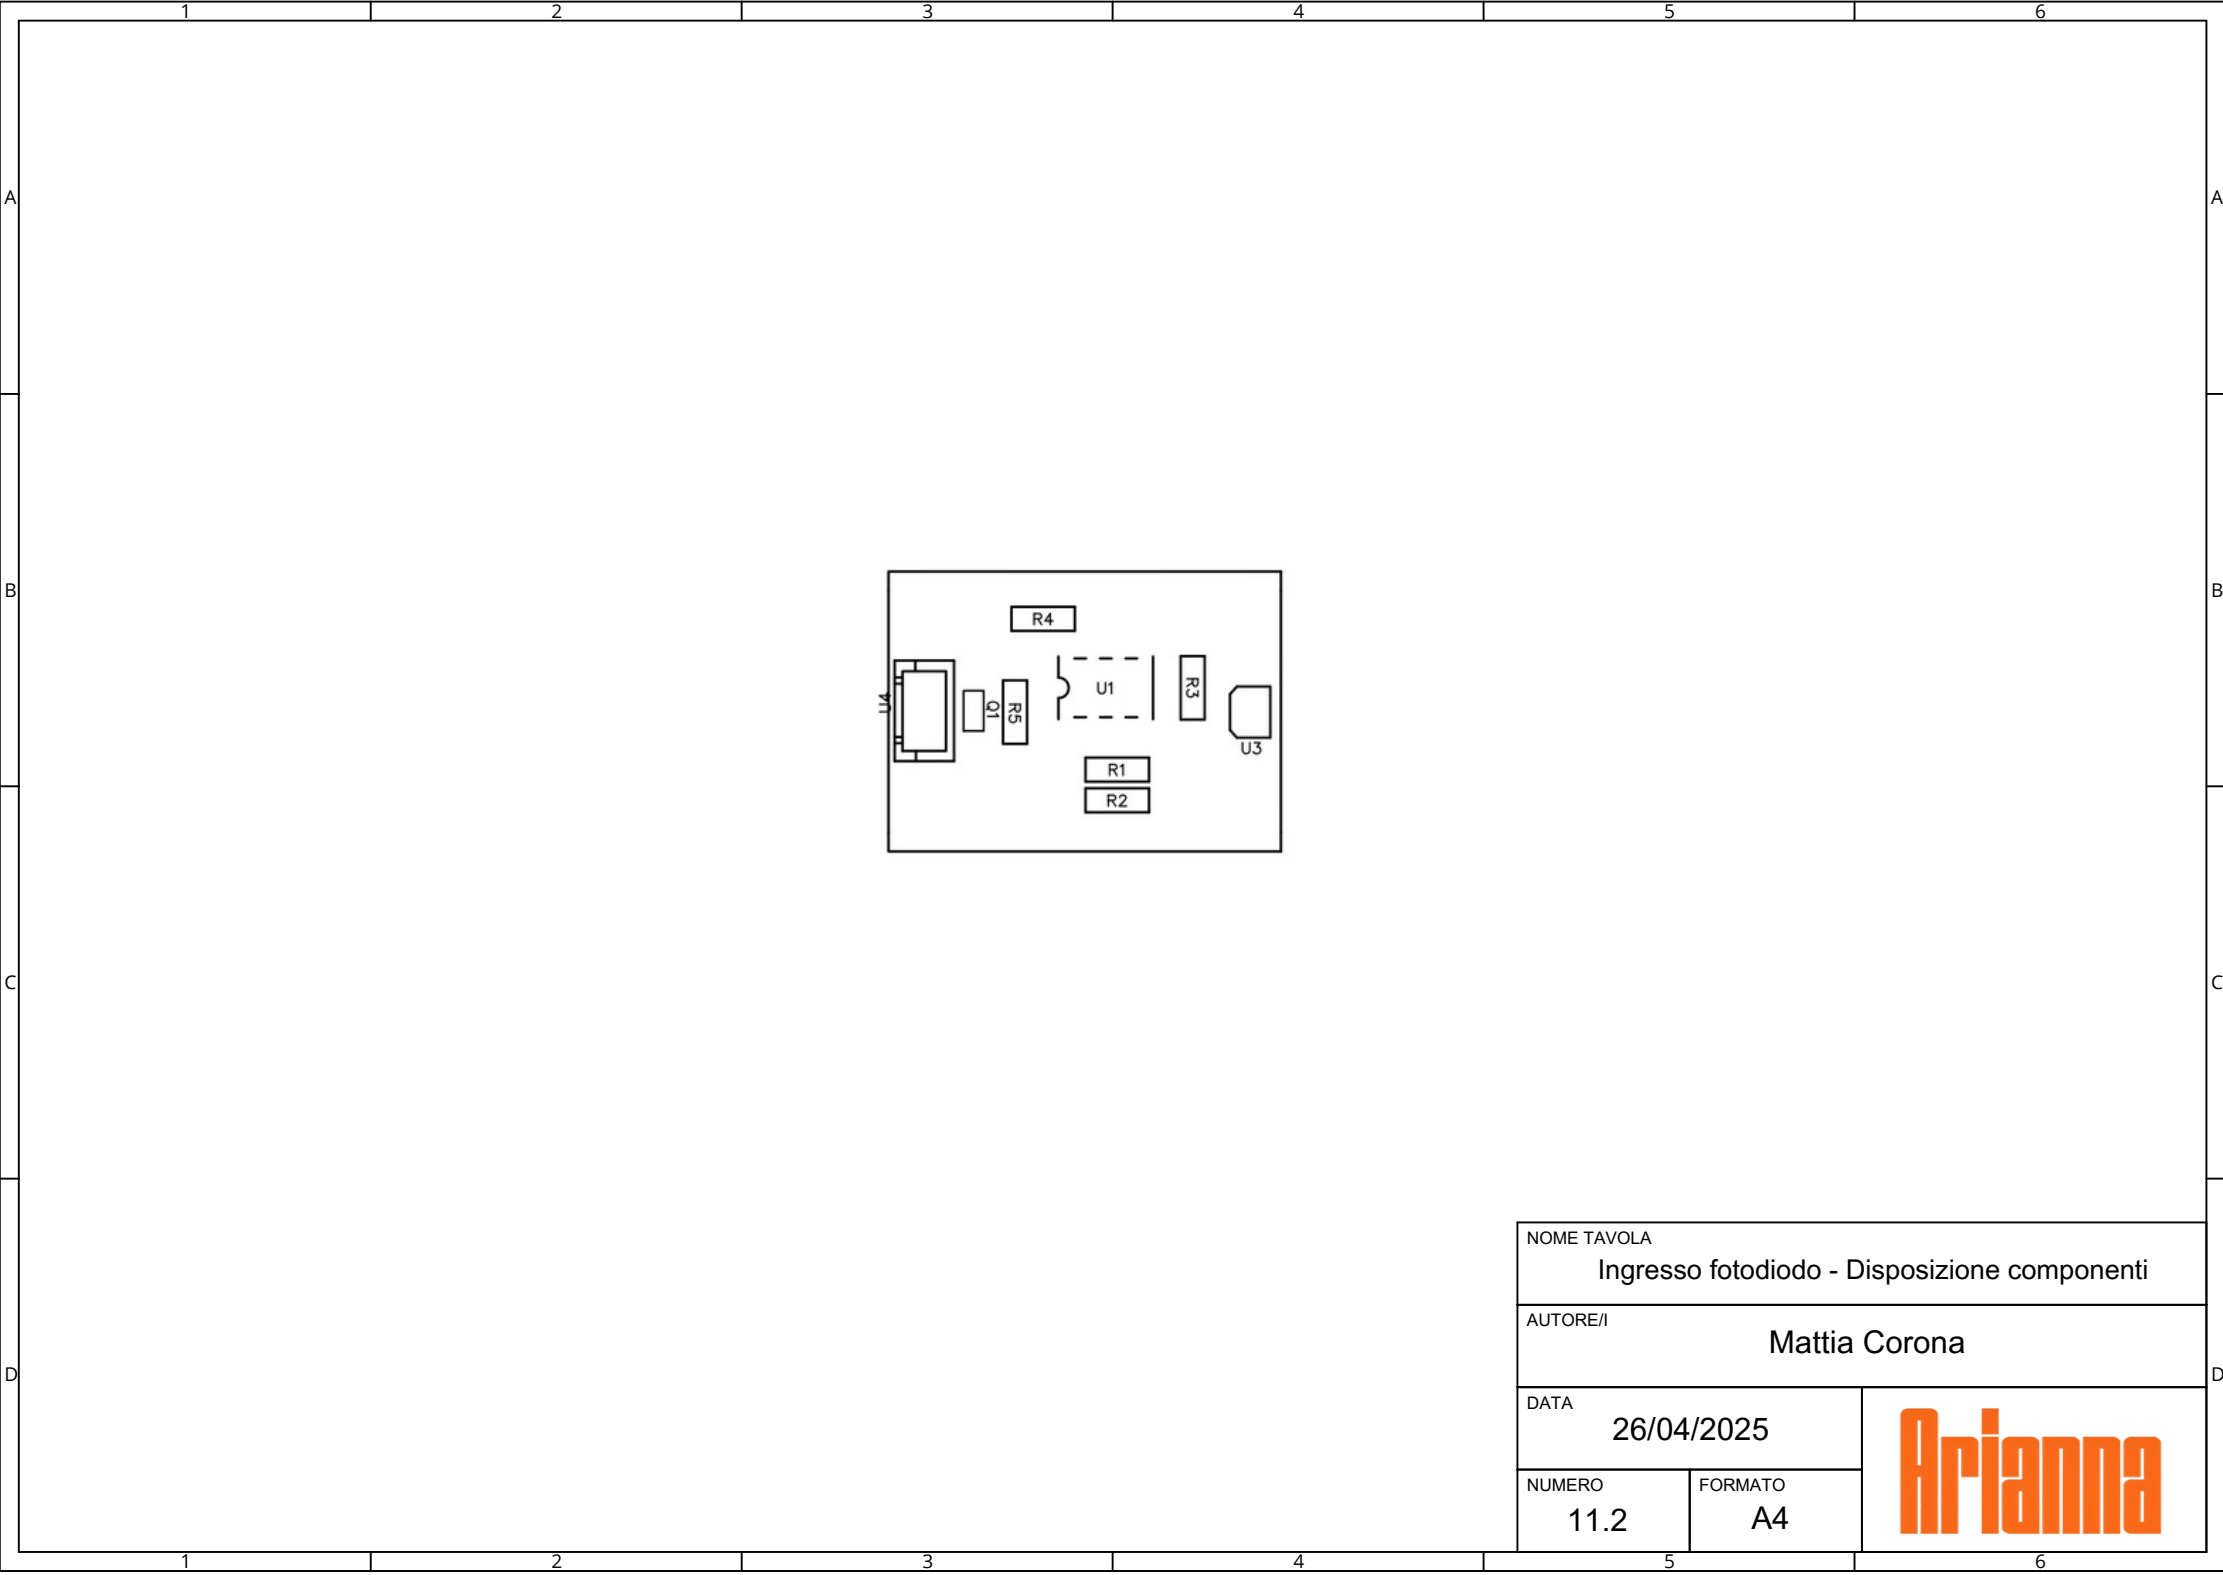 1 2 3 4 5 6
A A
B B
R4
U4
Q1
R5
U1
R3
U3
R1
R2
C C
NOME TAVOLA
Ingresso fotodiodo - Disposizione componenti
AUTORE/I
Mattia Corona
D D
DATA
26/04/2025
NUMERO
11.2
FORMATO
A4
Arianna
1 2 3 4 5 6